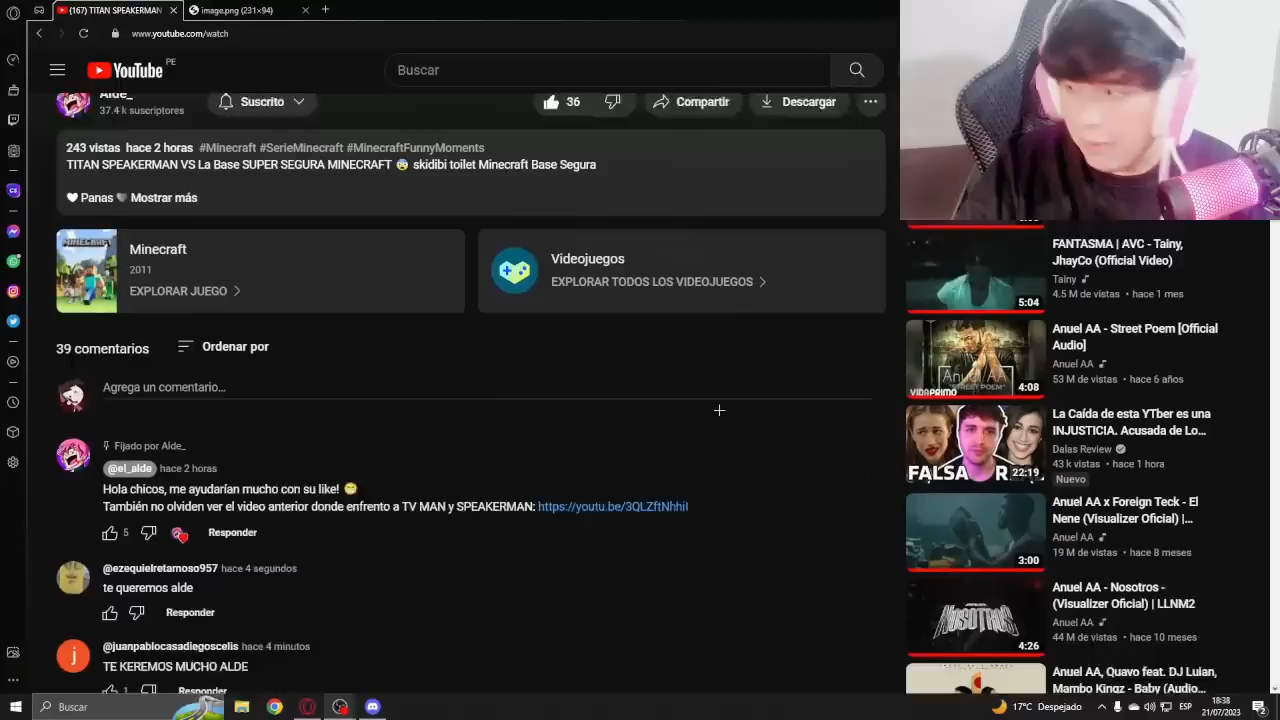 (167) TITAN SPEAKERMAN
image.png (231×94)
www.youtube.com/watch
YouTube PE
Buscar
Alde_
37.4 k suscriptores
Suscrito
36
Compartir
Descargar
243 vistas hace 2 horas #Minecraft #SerieMinecraft #MinecraftFunnyMoments
TITAN SPEAKERMAN VS La Base SUPER SEGURA MINECRAFT 😨 skidibi toilet Minecraft Base Segura
🤍 Panas 🤍 Mostrar más
MINECRAFT
Minecraft
2011
EXPLORAR JUEGO
Videojuegos
EXPLORAR TODOS LOS VIDEOJUEGOS
39 comentarios
Ordenar por
Agrega un comentario...
Fijado por Alde_
@el_alde hace 2 horas
Hola chicos, me ayudarían mucho con su like! 😁
También no olviden ver el video anterior donde enfrento a TV MAN y SPEAKERMAN: https://youtu.be/3QLZftNhhiI
5
Responder
@ezequielretamoso957 hace 4 segundos
te queremos alde
Responder
j
@juanpablocasadiegoscelis hace 4 minutos
TE KEREMOS MUCHO ALDE
1
Responder
FANTASMA | AVC - Tainy,
JhayCo (Official Video)
Tainy
4.5 M de vistas • hace 1 mes
5:04
Anuel AA - Street Poem [Official
Audio]
Anuel AA
53 M de vistas • hace 6 años
Anuel AA
"STREET POEM"
VIDAPRIMO
4:08
La Caída de esta YTber es una
INJUSTICIA. Acusada de Lo...
Dalas Review
43 k vistas • hace 1 hora
Nuevo
FALSA
22:19
Anuel AA x Foreign Teck - El
Nene (Visualizer Oficial) |...
Anuel AA
19 M de vistas • hace 8 meses
3:00
Anuel AA - Nosotros -
(Visualizer Oficial) | LLNM2
Anuel AA
44 M de vistas • hace 10 meses
NOSOTROS
4:26
Anuel AA, Quavo feat. DJ Luian,
Mambo Kingz - Baby (Audio...
Buscar
17°C Despejado
ESP
18:38
21/07/2023
2